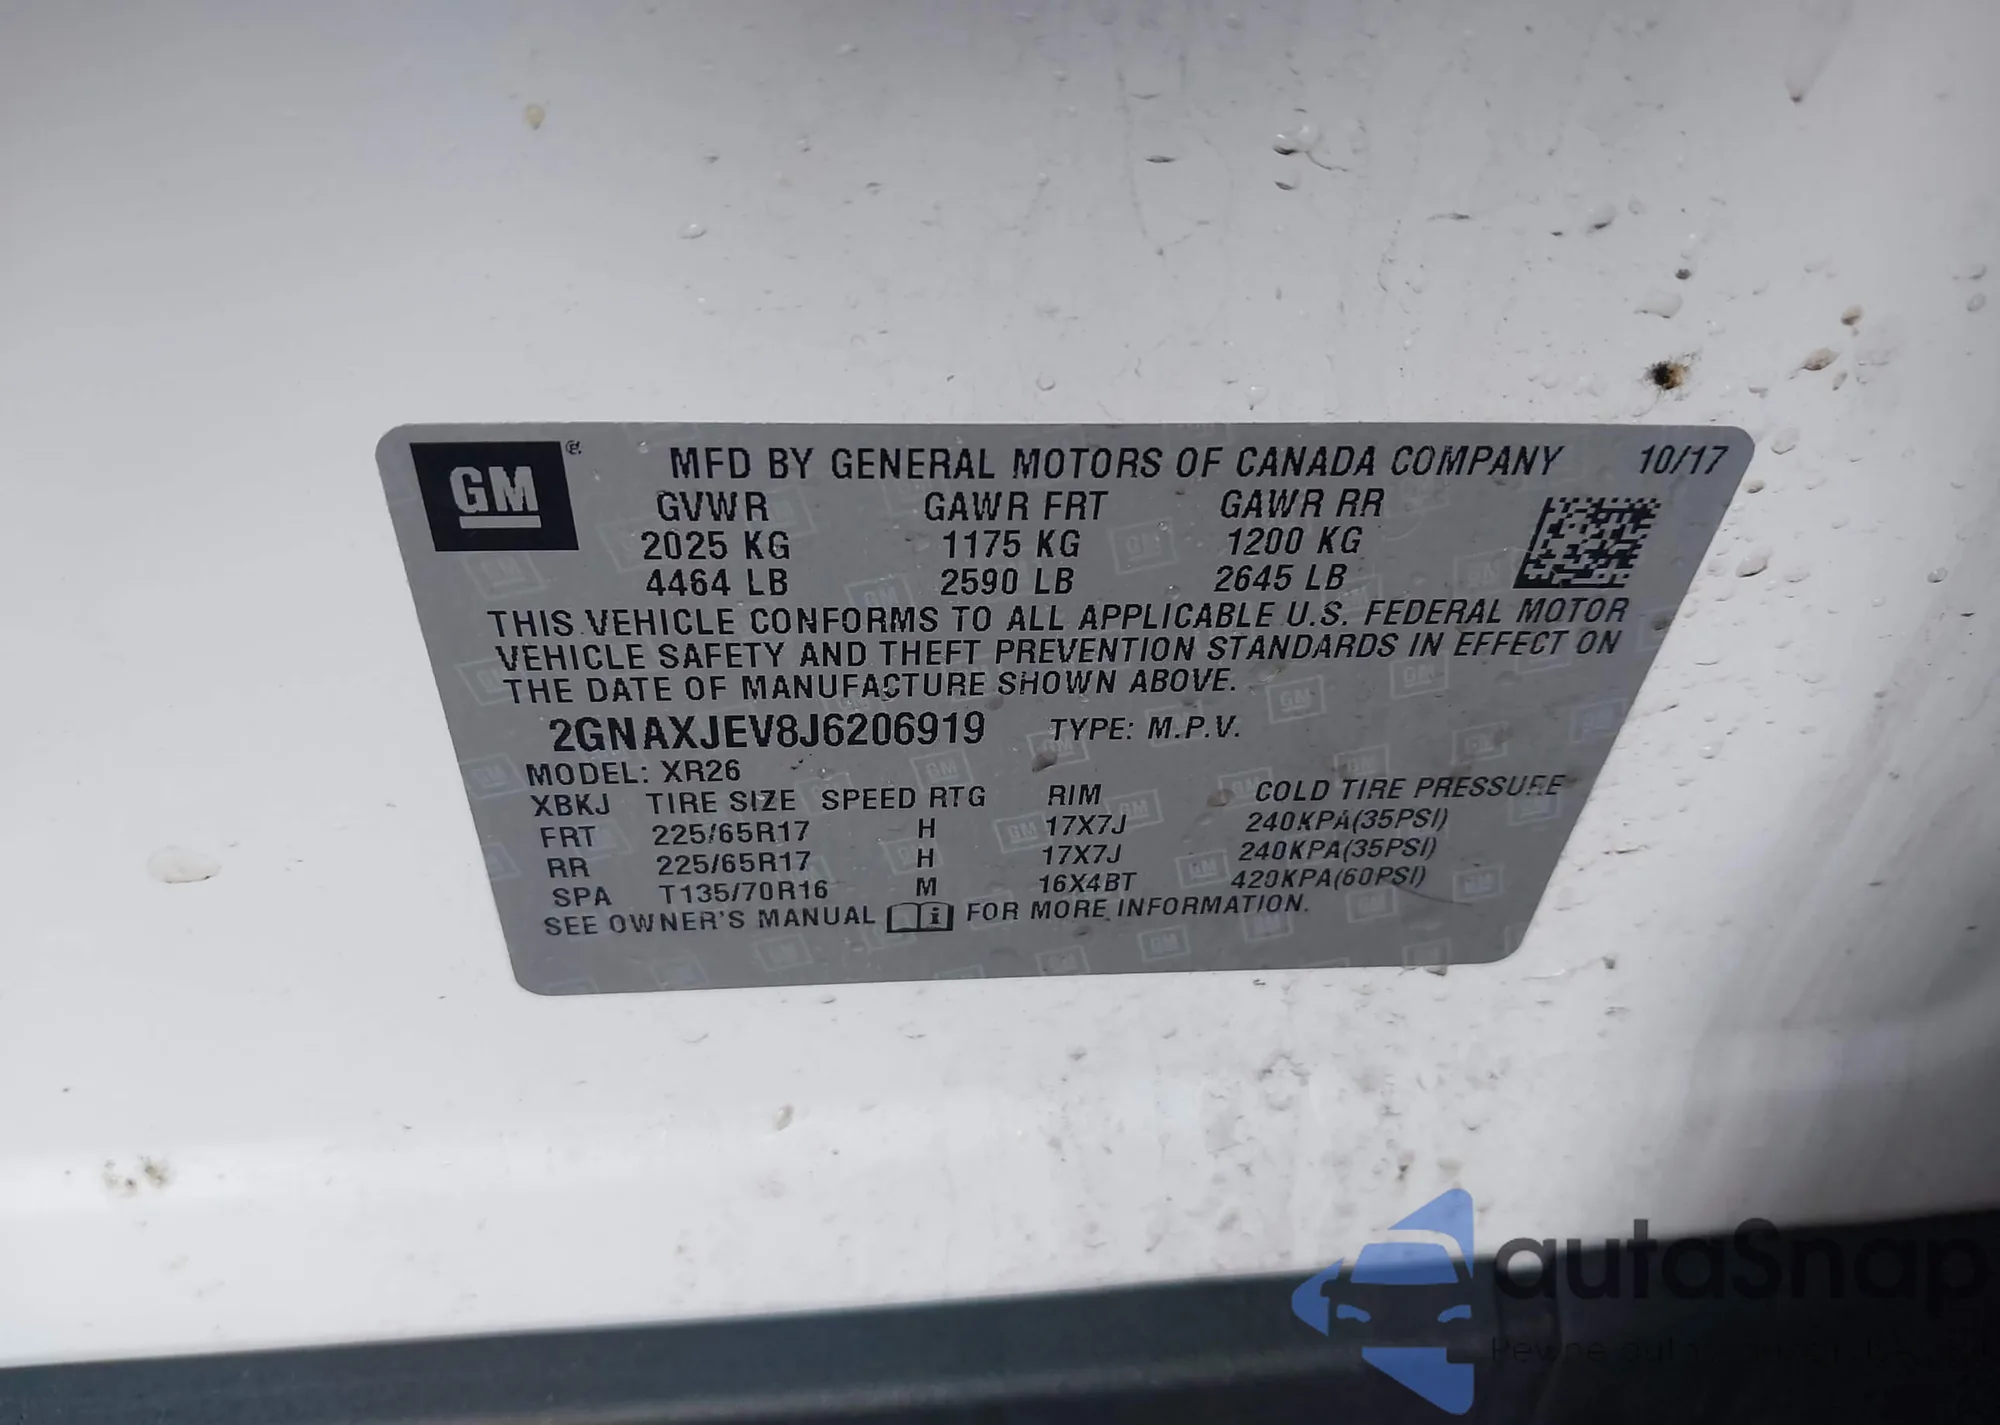 GM ® MFD BY GENERAL MOTORS OF CANADA COMPANY 10/17
GVWR GAWR FRT GAWR RR
2025 KG 1175 KG 1200 KG
4464 LB 2590 LB 2645 LB
THIS VEHICLE CONFORMS TO ALL APPLICABLE U.S. FEDERAL MOTOR
VEHICLE SAFETY AND THEFT PREVENTION STANDARDS IN EFFECT ON
THE DATE OF MANUFACTURE SHOWN ABOVE.
2GNAXJEV8J6206919 TYPE: M.P.V.
MODEL: XR26
XBKJ TIRE SIZE SPEED RTG RIM COLD TIRE PRESSURE
FRT 225/65R17 H 17X7J 240KPA(35PSI)
RR 225/65R17 H 17X7J 240KPA(35PSI)
SPA T135/70R16 M 16X4BT 420KPA(60PSI)
SEE OWNER'S MANUAL i FOR MORE INFORMATION.
autaSnap
Pewne auta